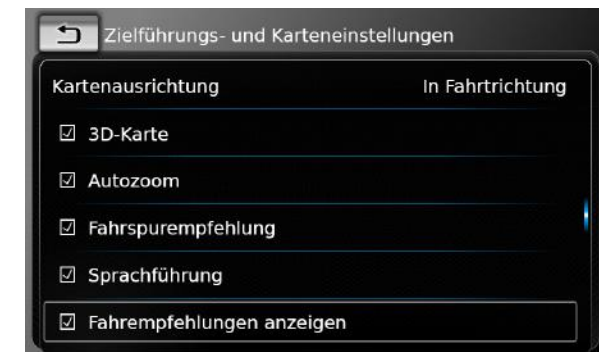 Zielführungs- und Karteneinstellungen
Kartenausrichtung In Fahrtrichtung
3D-Karte
Autozoom
Fahrspurempfehlung
Sprachführung
Fahrempfehlungen anzeigen